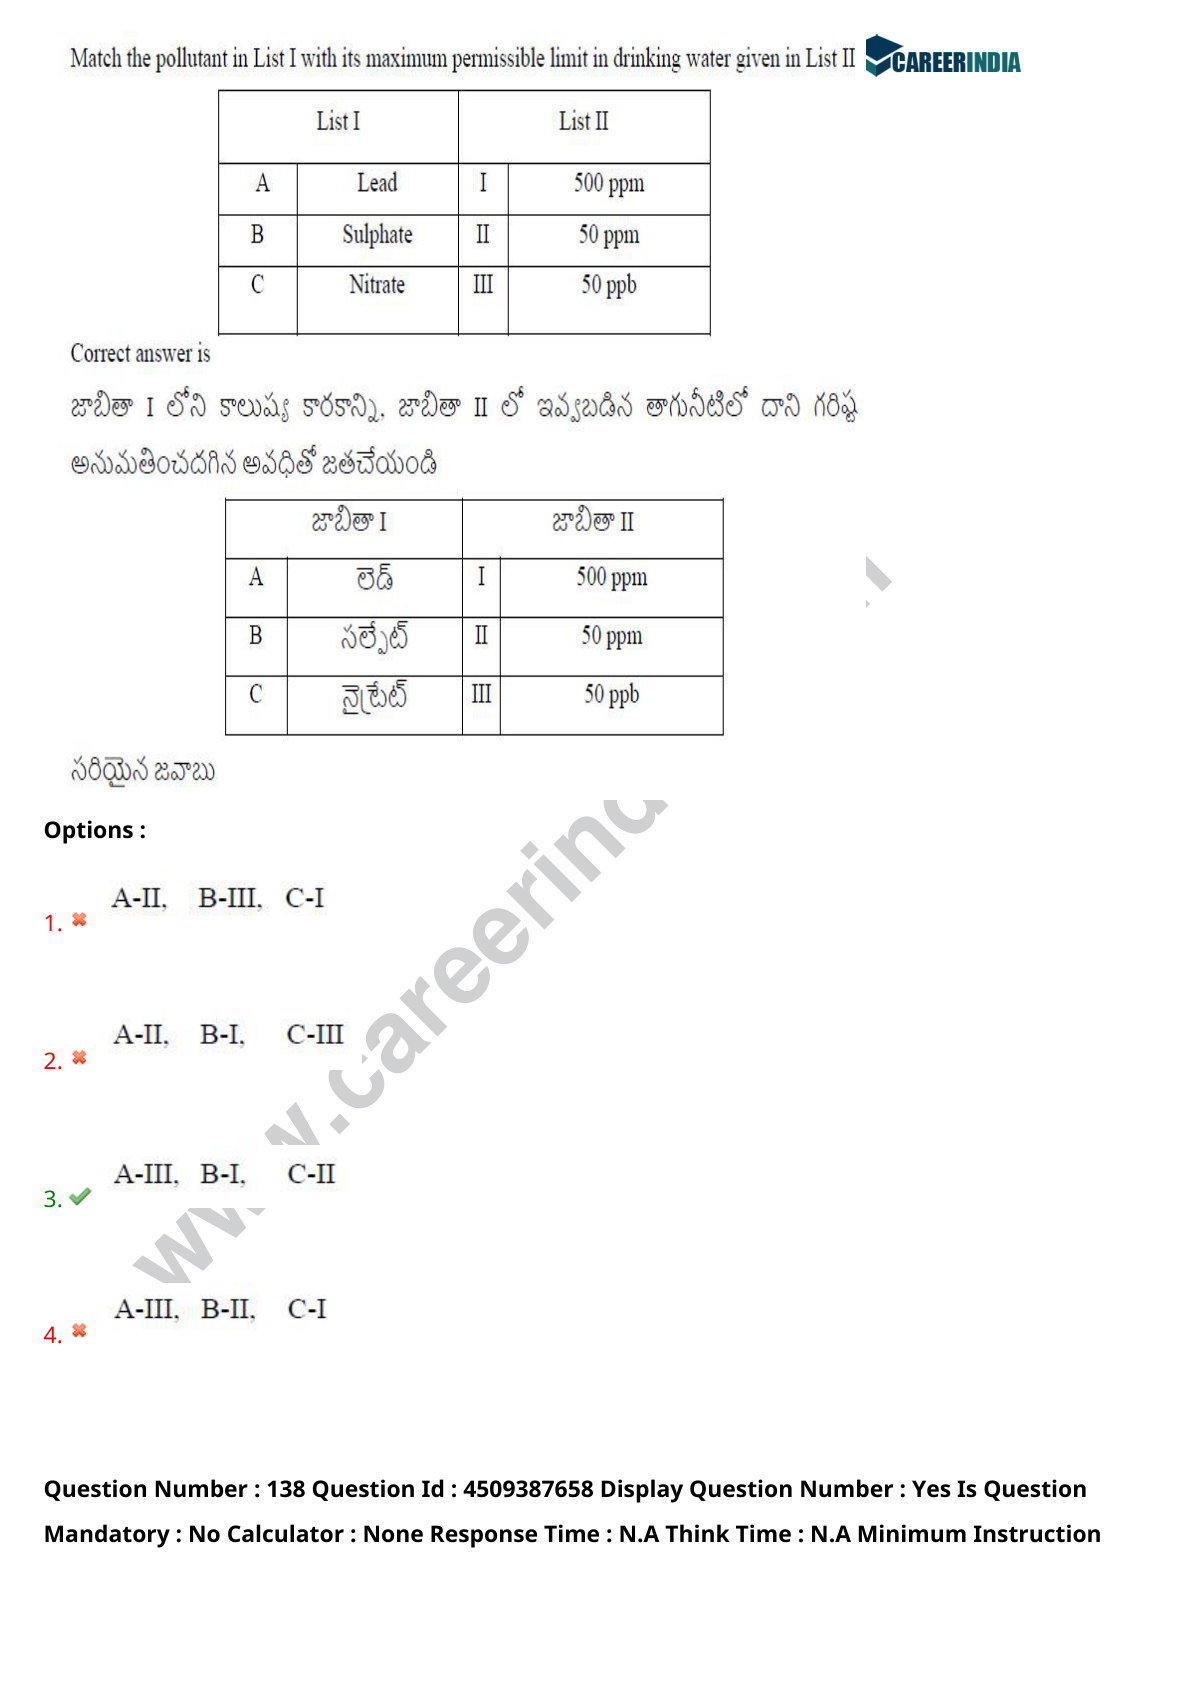 Match the pollutant in List I with its maximum permissible limit in drinking water given in List II CAREERINDIA
List I List II
A Lead I 500 ppm
B Sulphate II 50 ppm
C Nitrate III 50 ppb
Correct answer is
జాబితా I లోని కాలుష్య కారకాన్ని, జాబితా II లో ఇవ్వబడిన తాగునీటిలో దాని గరిష్ట
అనుమతించదగిన అవధితో జతచేయండి
జాబితా I జాబితా II
A లెడ్ I 500 ppm
B సల్ఫేట్ II 50 ppm
C నైట్రేట్ III 50 ppb
సరియైన జవాబు
Options :
1. A-II, B-III, C-I
2. A-II, B-I, C-III
3. A-III, B-I, C-II
4. A-III, B-II, C-I
Question Number : 138 Question Id : 4509387658 Display Question Number : Yes Is Question
Mandatory : No Calculator : None Response Time : N.A Think Time : N.A Minimum Instruction